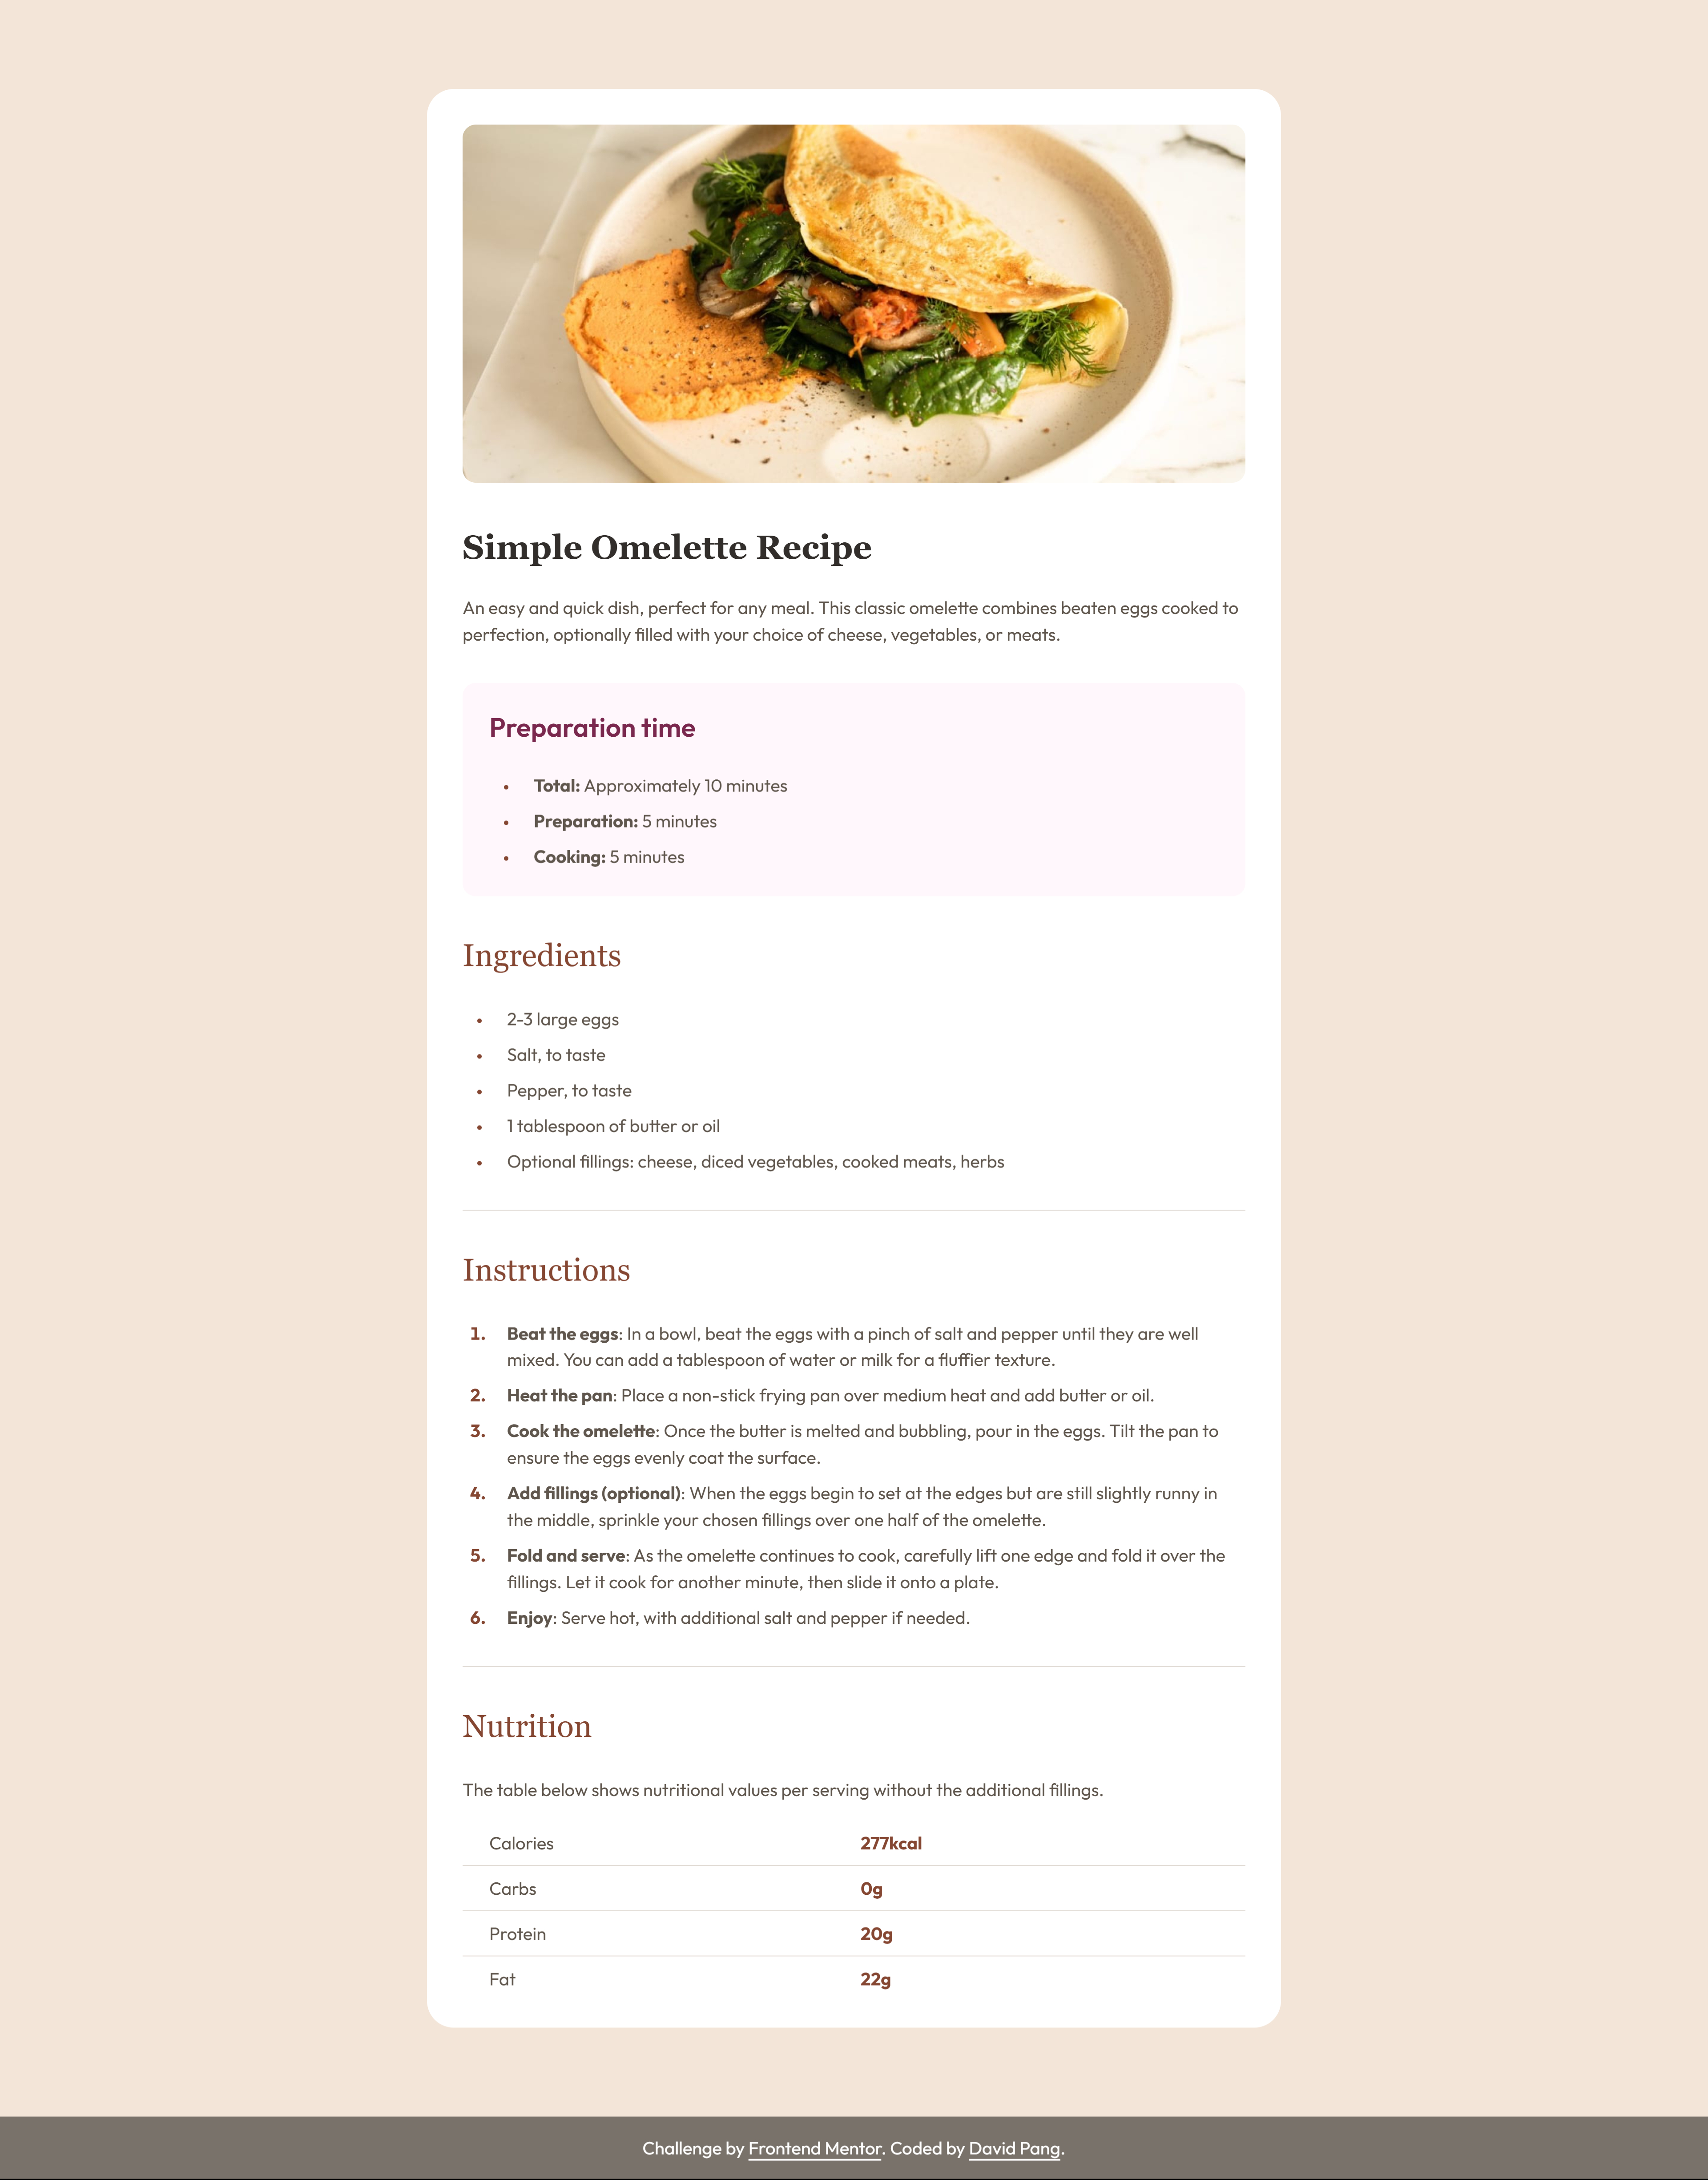 Simple Omelette Recipe
An easy and quick dish, perfect for any meal. This classic omelette combines beaten eggs cooked to
perfection, optionally filled with your choice of cheese, vegetables, or meats.
Preparation time
• Total: Approximately 10 minutes
• Preparation: 5 minutes
• Cooking: 5 minutes
Ingredients
• 2-3 large eggs
• Salt, to taste
• Pepper, to taste
• 1 tablespoon of butter or oil
• Optional fillings: cheese, diced vegetables, cooked meats, herbs
Instructions
1. Beat the eggs: In a bowl, beat the eggs with a pinch of salt and pepper until they are well
mixed. You can add a tablespoon of water or milk for a fluffier texture.
2. Heat the pan: Place a non-stick frying pan over medium heat and add butter or oil.
3. Cook the omelette: Once the butter is melted and bubbling, pour in the eggs. Tilt the pan to
ensure the eggs evenly coat the surface.
4. Add fillings (optional): When the eggs begin to set at the edges but are still slightly runny in
the middle, sprinkle your chosen fillings over one half of the omelette.
5. Fold and serve: As the omelette continues to cook, carefully lift one edge and fold it over the
fillings. Let it cook for another minute, then slide it onto a plate.
6. Enjoy: Serve hot, with additional salt and pepper if needed.
Nutrition
The table below shows nutritional values per serving without the additional fillings.
Calories 277kcal
Carbs 0g
Protein 20g
Fat 22g
Challenge by Frontend Mentor. Coded by David Pang.